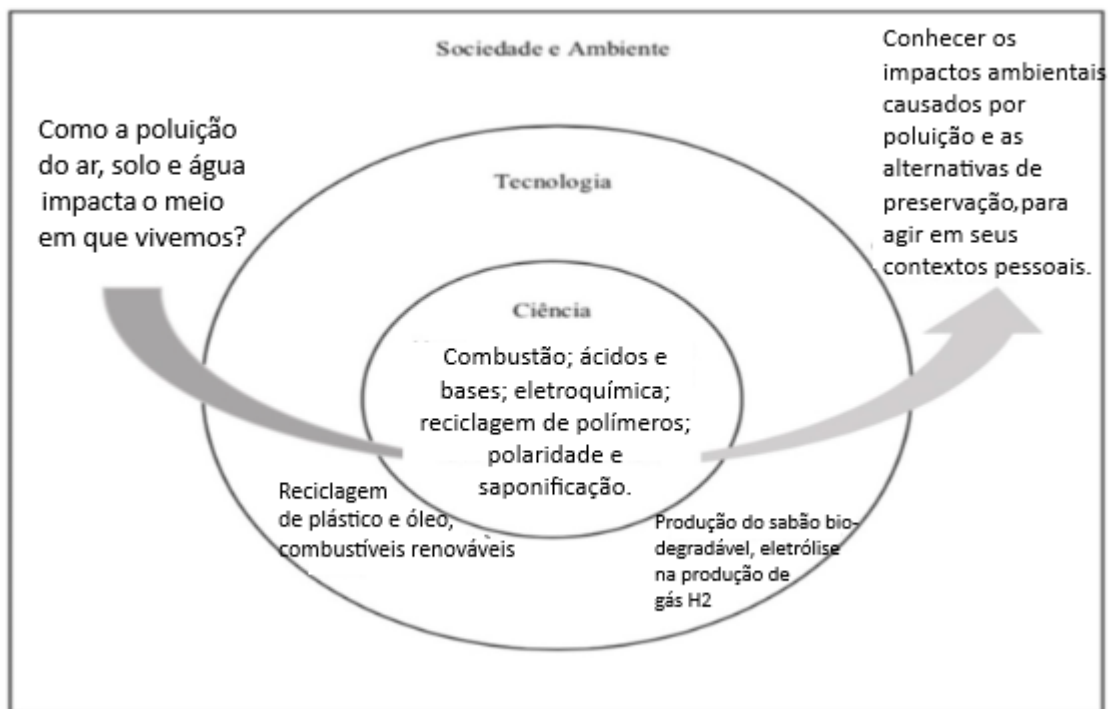 Sociedade e Ambiente
Como a poluição
do ar, solo e água
impacta o meio
em que vivemos?
Conhecer os
impactos ambientais
causados por
poluição e as
alternativas de
preservação,para
agir em seus
contextos pessoais.
Tecnologia
Ciência
Combustão; ácidos e
bases; eletroquímica;
reciclagem de polímeros;
polaridade e
saponificação.
Reciclagem
de plástico e óleo,
combustíveis renováveis
Produção do sabão bio-
degradável, eletrólise
na produção de
gás H2